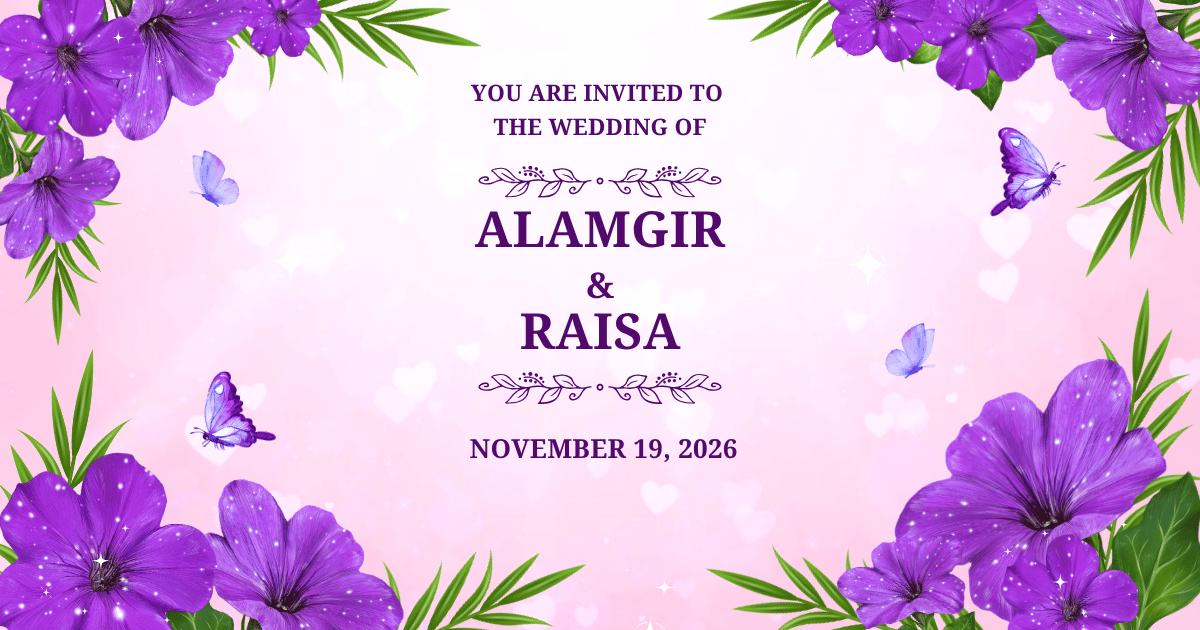 YOU ARE INVITED TO
THE WEDDING OF
ALAMGIR
&
RAISA
NOVEMBER 19, 2026